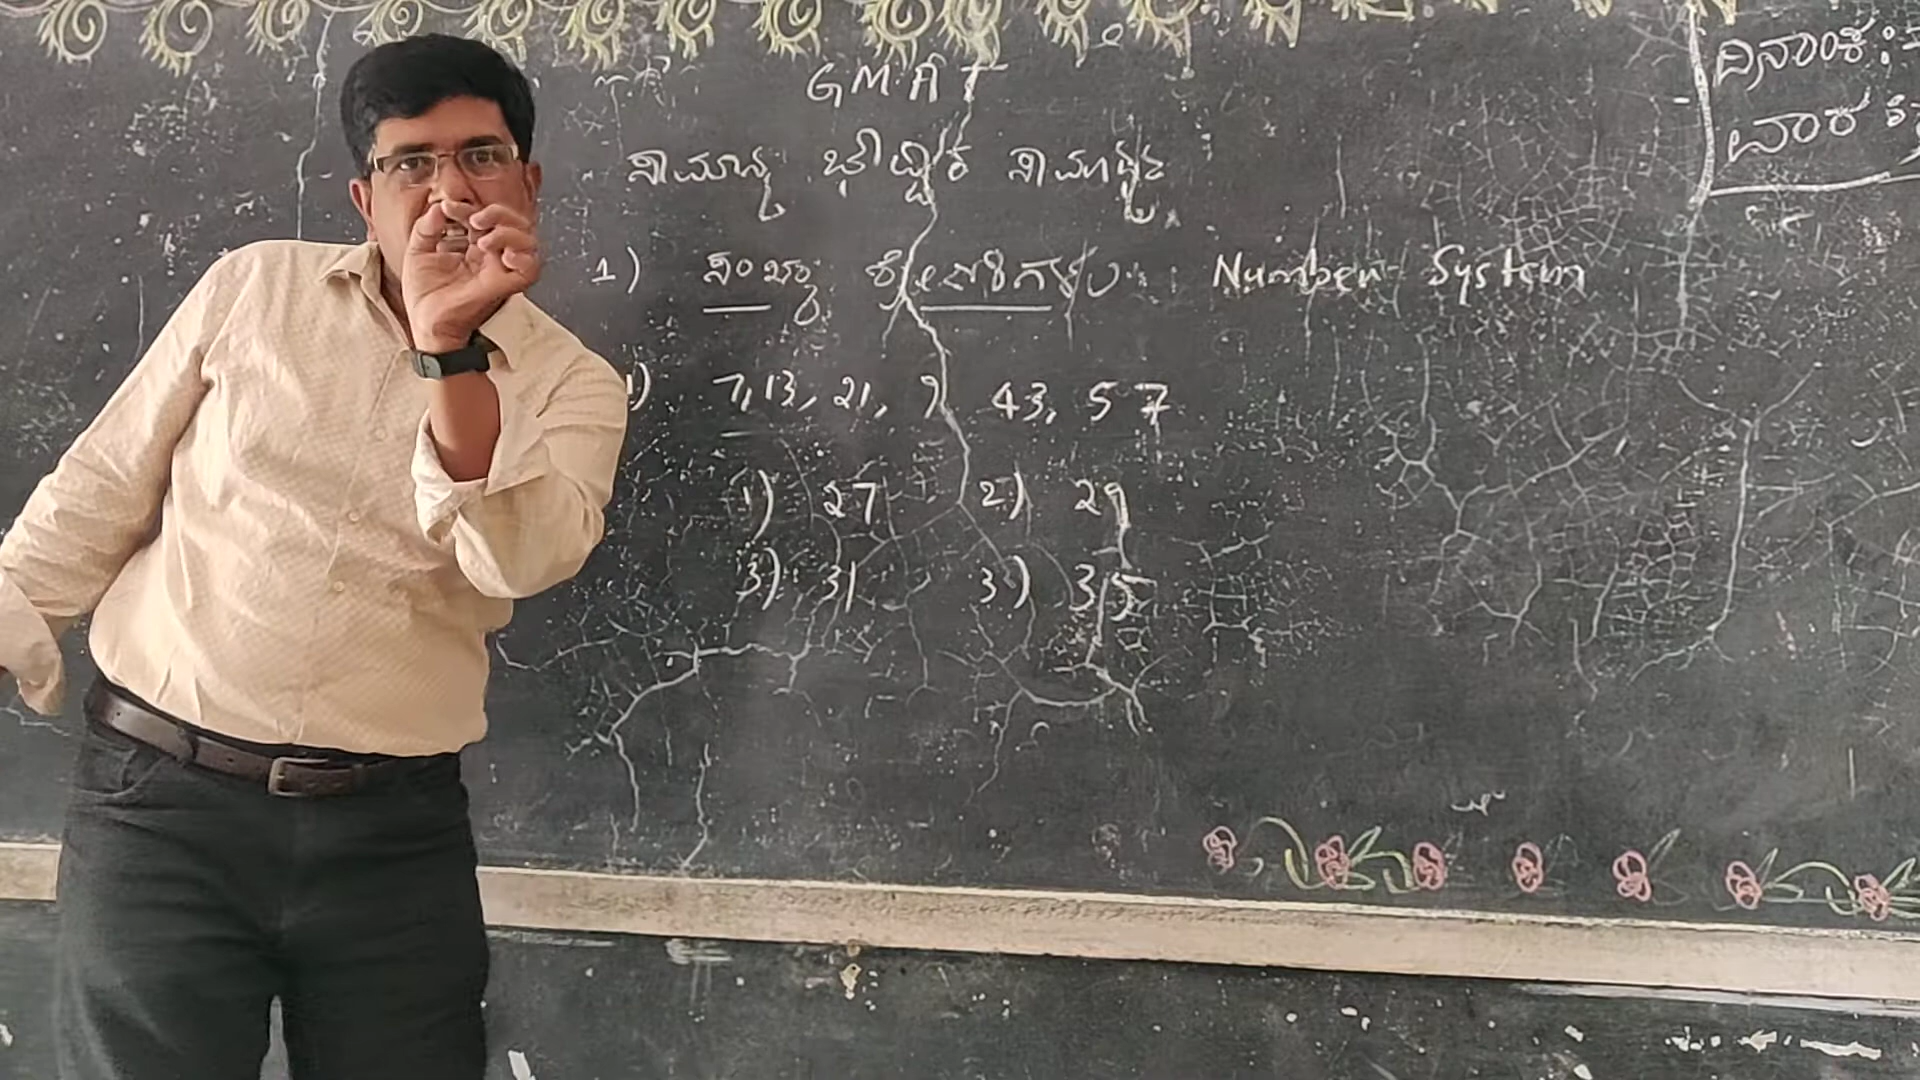 GMAT
ಸಾಮಾನ್ಯ ಬೌದ್ಧಿಕ ಸಾಮರ್ಥ್ಯ
1) ಸಂಖ್ಯಾ ಶ್ರೇಣಿಗಳು : Number System
1) 7, 13, 21, ? 43, 57
1) 27 2) 29
3) 31 3) 35
ದಿನಾಂಕ :
ವಾರ :